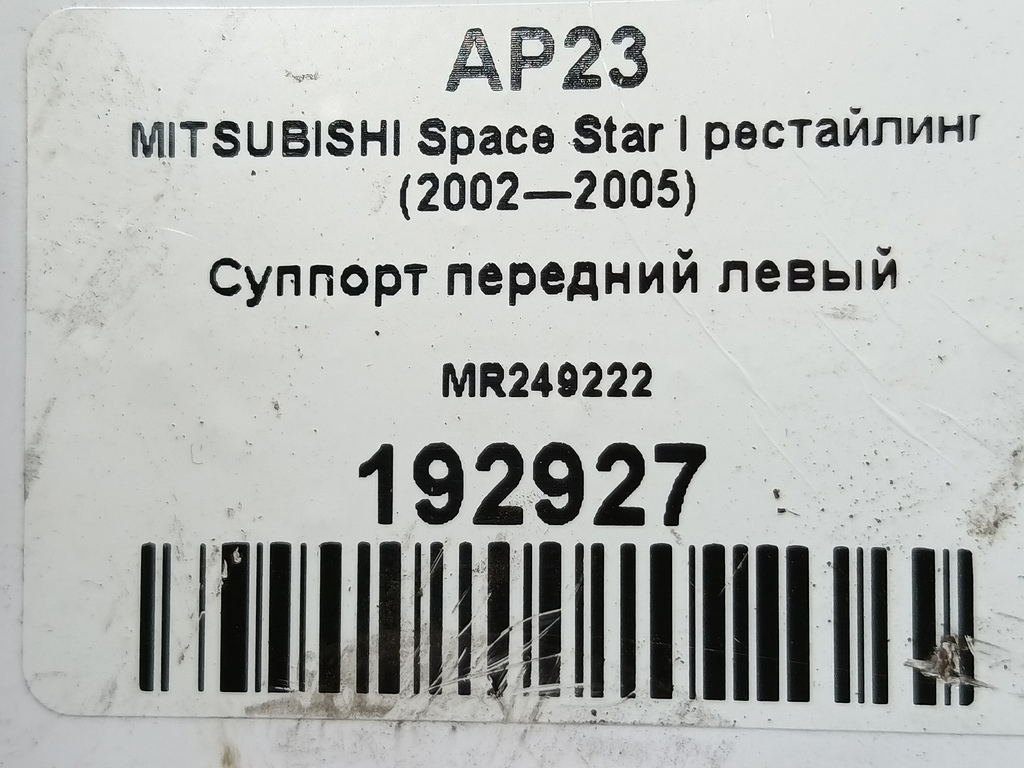 AP23
MITSUBISHI Space Star I рестайлинг
(2002—2005)
Суппорт передний левый
MR249222
192927